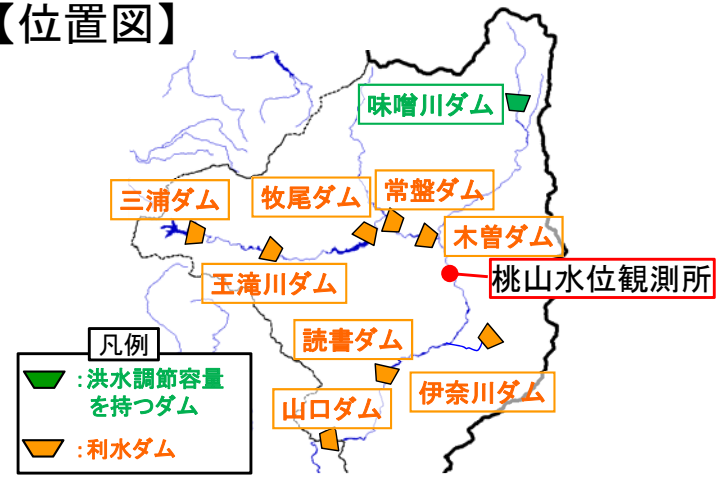 【位置図】
味噌川ダム
三浦ダム
牧尾ダム
常盤ダム
木曽ダム
王滝川ダム
桃山水位観測所
読書ダム
伊奈川ダム
山口ダム
凡例
:洪水調節容量
を持つダム
:利水ダム